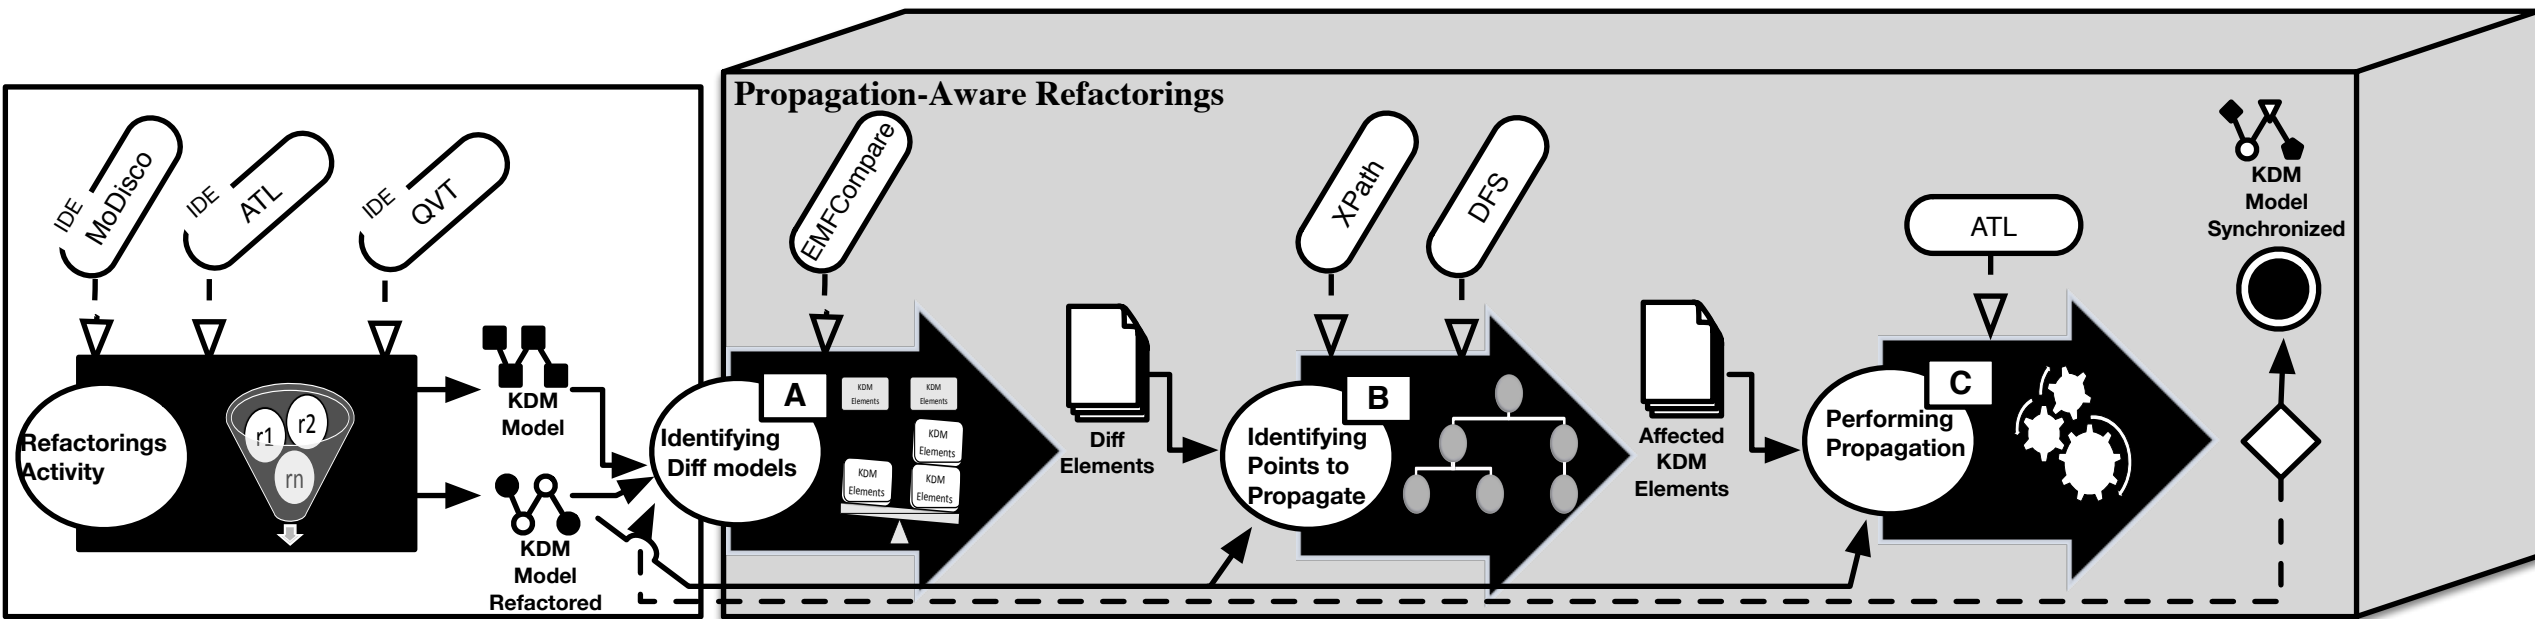 Propagation-Aware Refactorings
IDE
MoDisco
IDE
ATL
IDE
QVT
EMFCompare
XPath
DFS
ATL
KDM
Model
Synchronized
Refactorings
Activity
r1
r2
rn
KDM
Model
KDM
Model
Refactored
A
Identifying
Diff models
KDM
Elements
KDM
Elements
KDM
Elements
KDM
Elements
KDM
Elements
Diff
Elements
B
Identifying
Points to
Propagate
Affected
KDM
Elements
C
Performing
Propagation